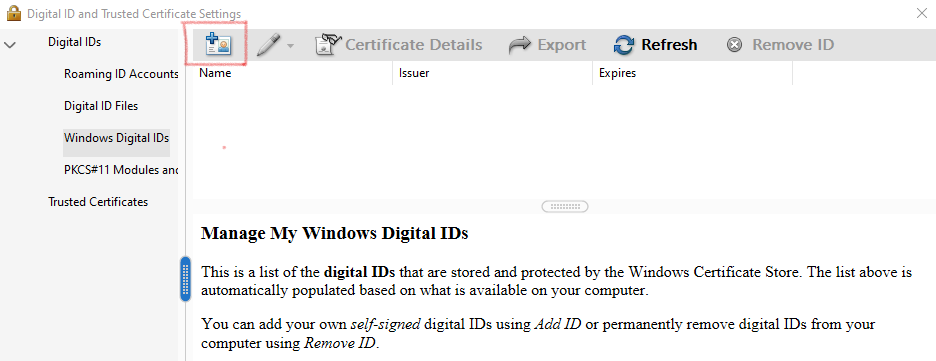 Digital ID and Trusted Certificate Settings
Digital IDs
Roaming ID Accounts
Digital ID Files
Windows Digital IDs
PKCS#11 Modules and
Trusted Certificates
Certificate Details Export Refresh Remove ID
Name Issuer Expires
Manage My Windows Digital IDs
This is a list of the digital IDs that are stored and protected by the Windows Certificate Store. The list above is
automatically populated based on what is available on your computer.
You can add your own self-signed digital IDs using Add ID or permanently remove digital IDs from your
computer using Remove ID.